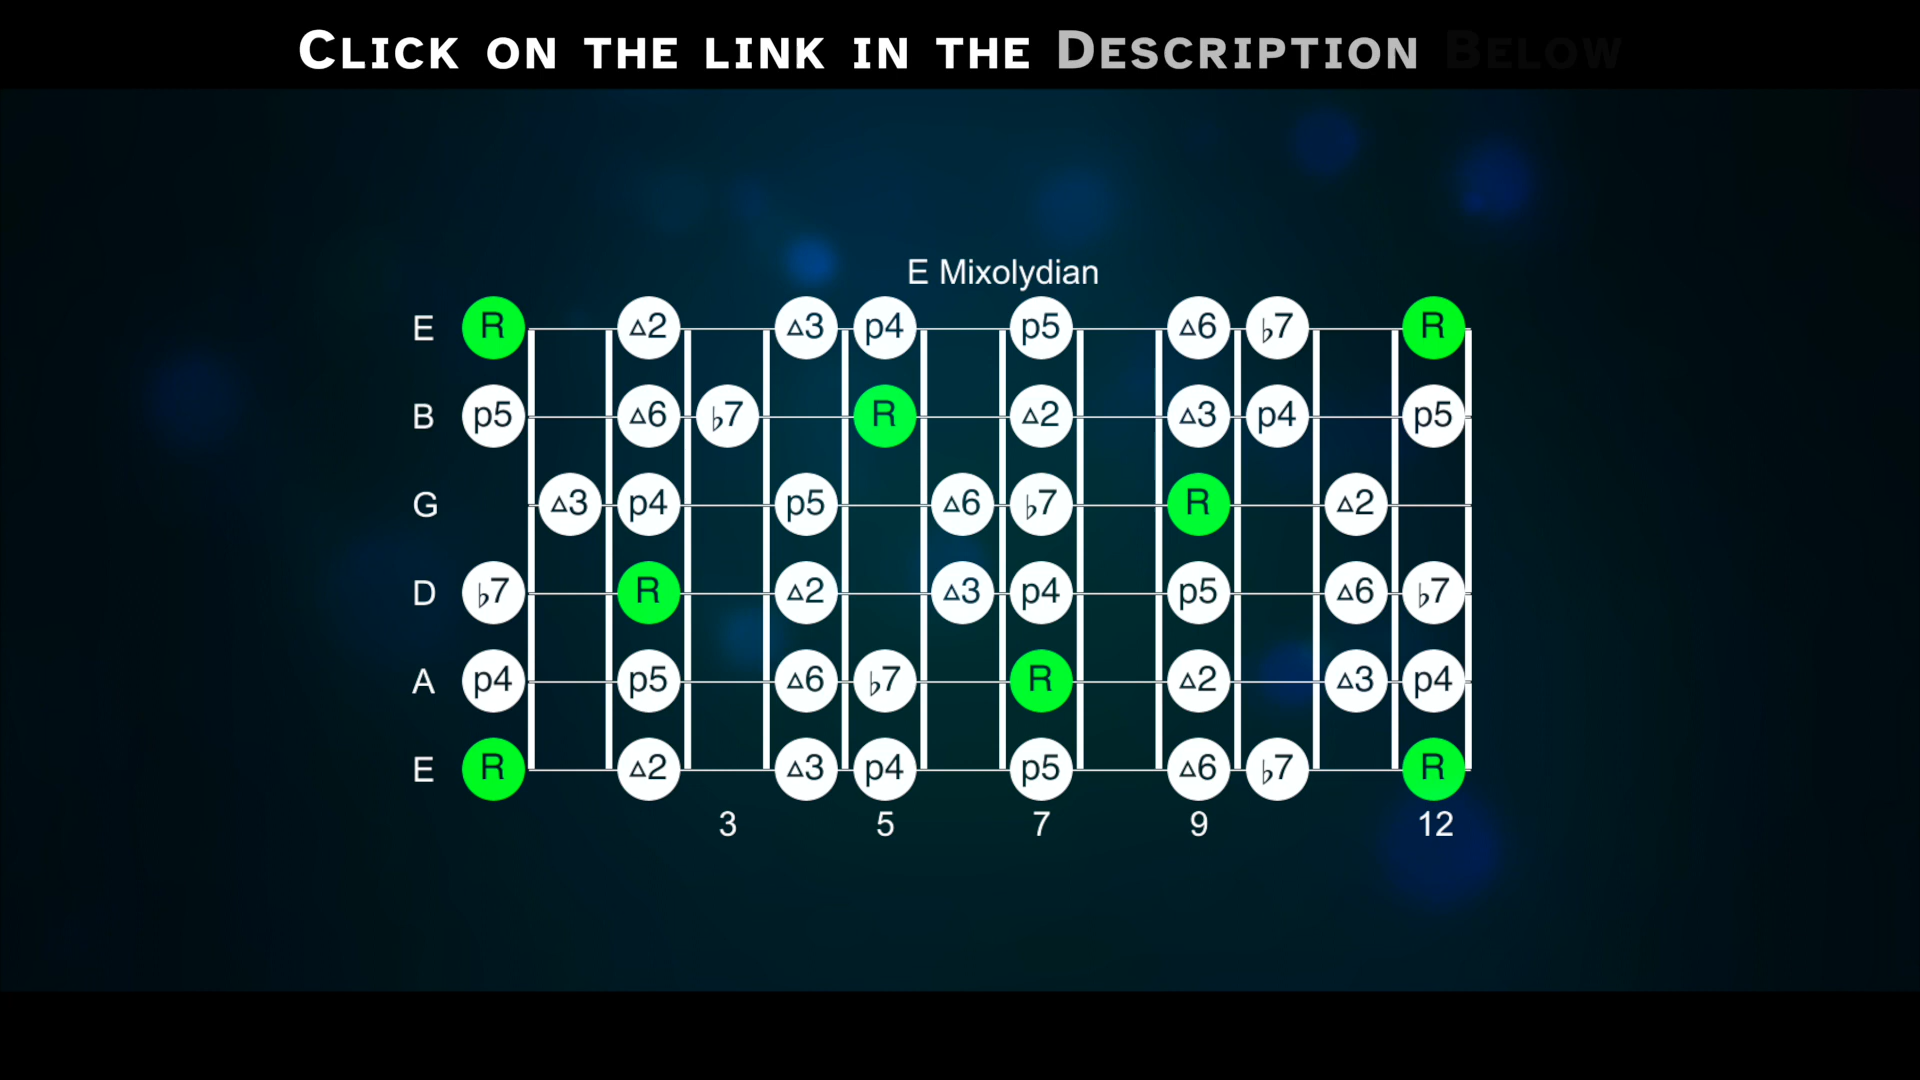 CLICK ON THE LINK IN THE DESCRIPTION BELOW
E Mixolydian
E R △2 △3 p4 p5 △6 ♭7 R
B p5 △6 ♭7 R △2 △3 p4 p5
G △3 p4 p5 △6 ♭7 R △2
D ♭7 R △2 △3 p4 p5 △6 ♭7
A p4 p5 △6 ♭7 R △2 △3 p4
E R △2 △3 p4 p5 △6 ♭7 R
3 5 7 9 12